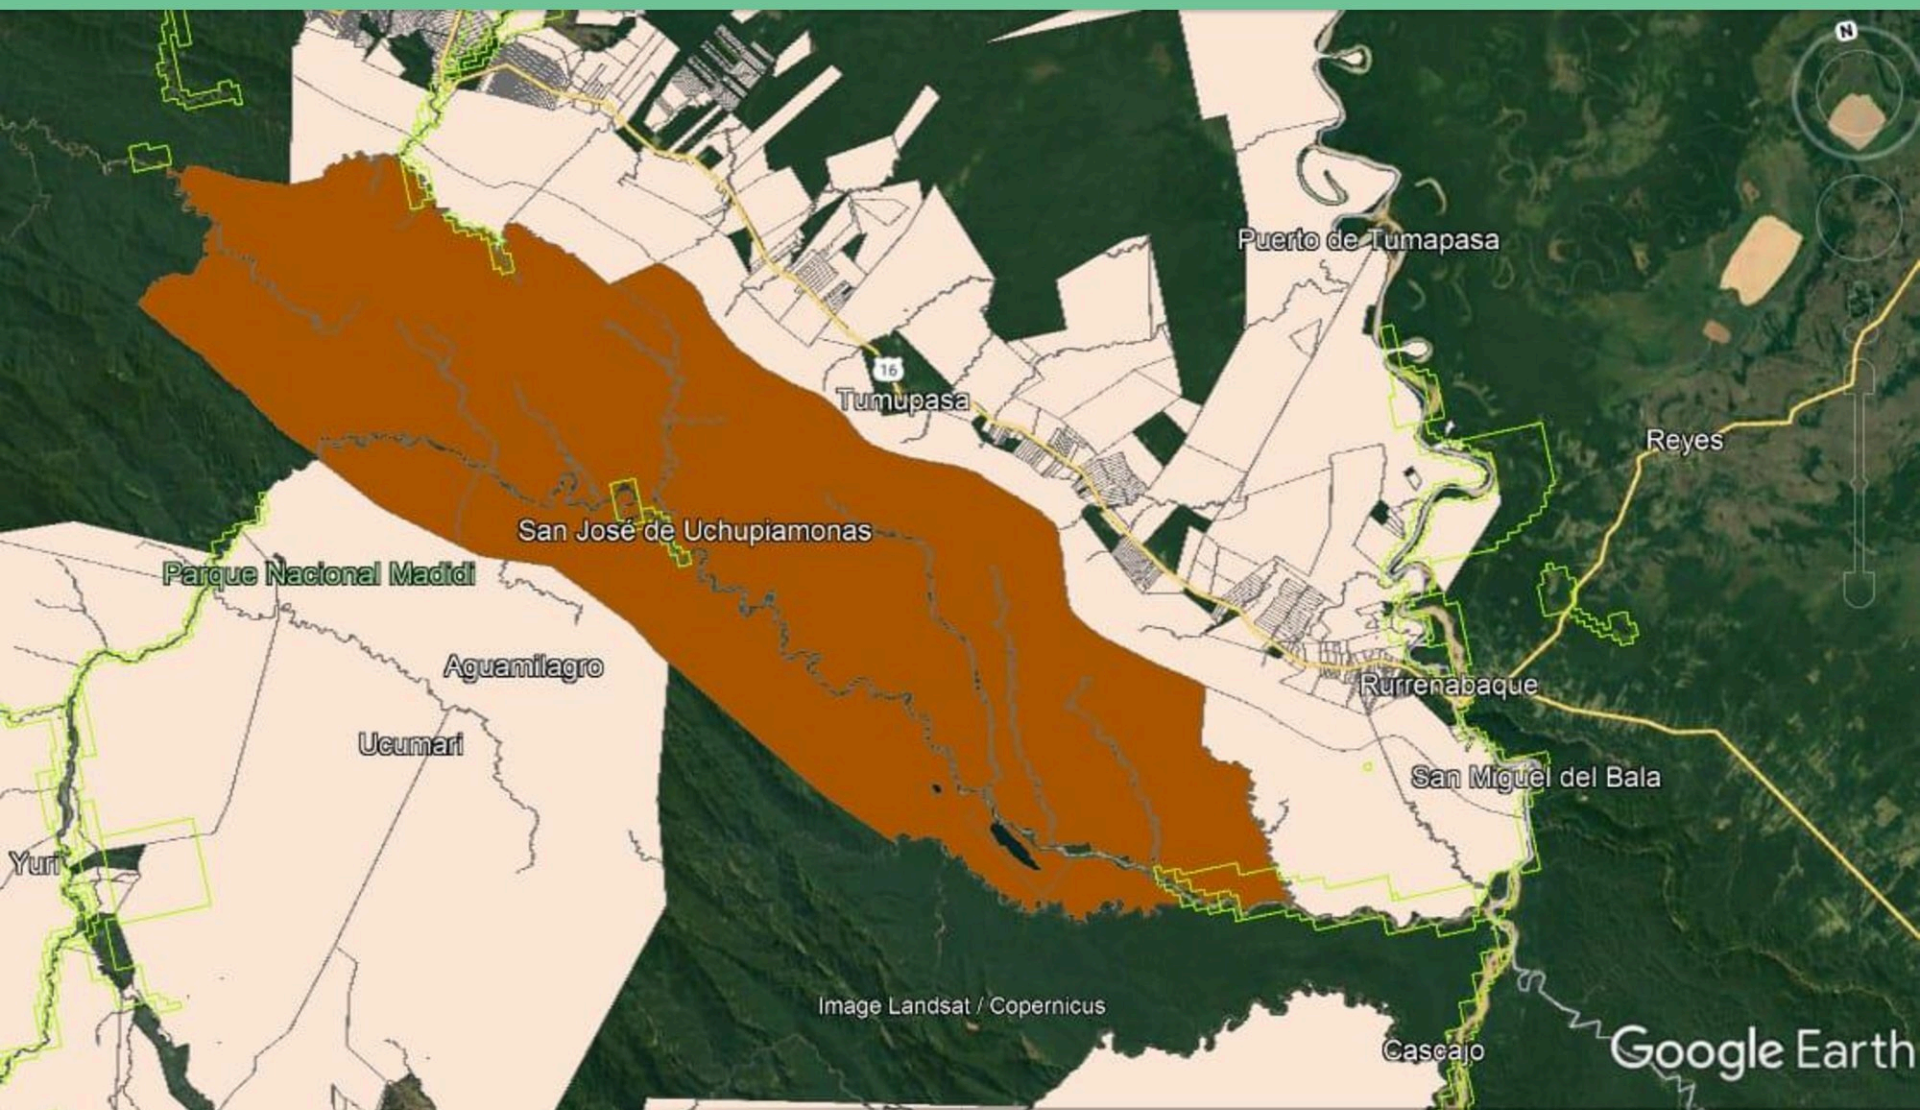 N
Puerto de Tumapasa
16
Tumupasa
Reyes
San José de Uchupiamonas
Parque Nacional Madidi
Aguamilagro
Rurrenabaque
Ucumari
San Miguel del Bala
Yuri
Image Landsat / Copernicus
Cascajo
Google Earth